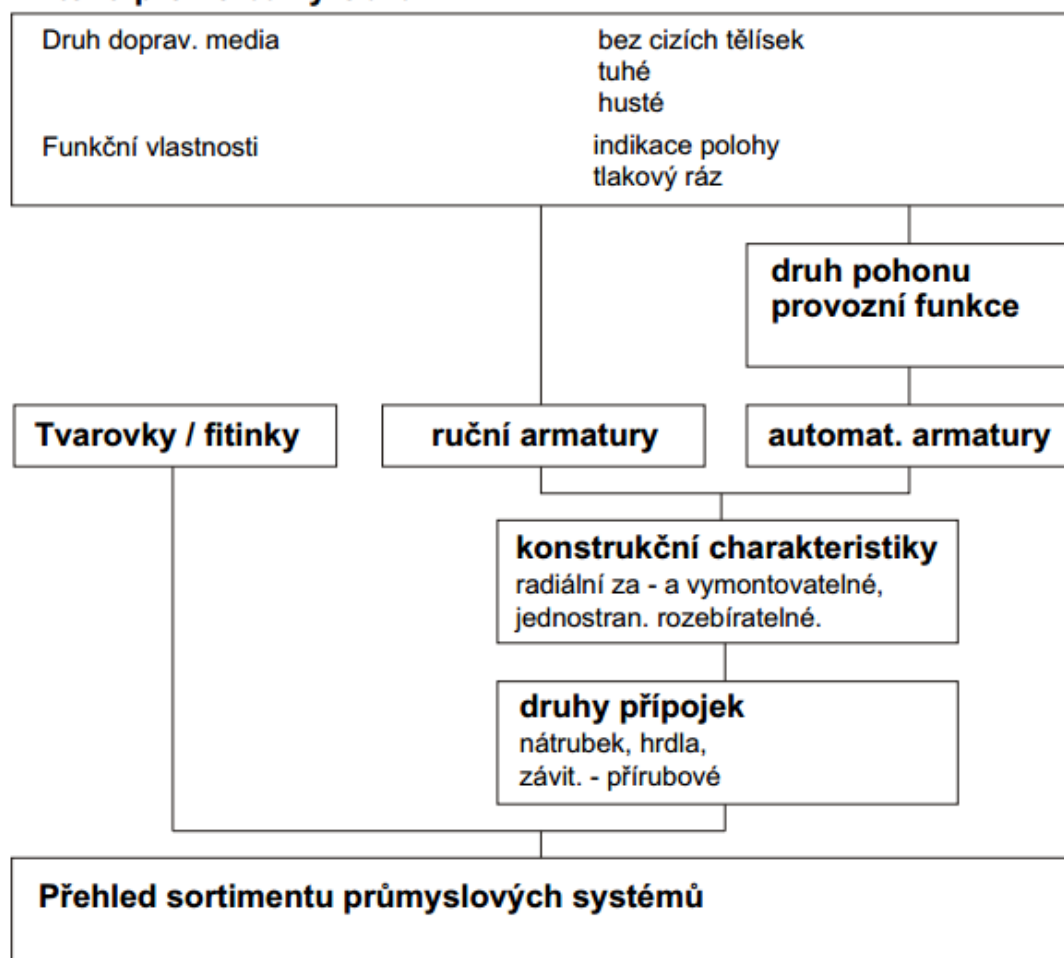 Druh doprav. media
bez cizích tělísek
tuhé
husté
Funkční vlastnosti
indikace polohy
tlakový ráz
druh pohonu
provozní funkce
Tvarovky / fitinky
ruční armatury
automat. armatury
konstrukční charakteristiky
radiální za - a vymontovatelné,
jednostran. rozebíratelné.
druhy přípojek
nátrubek, hrdla,
závit. - přírubové
Přehled sortimentu průmyslových systémů